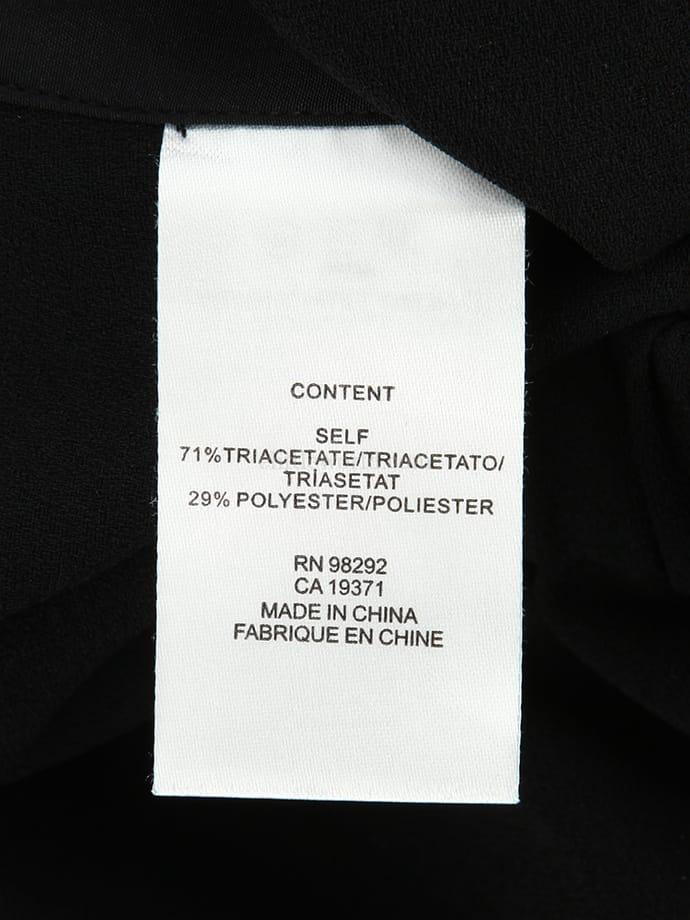 CONTENT
SELF
71%TRIACETATE/TRIACETATO/
TRİASETAT
29% POLYESTER/POLIESTER
RN 98292
CA 19371
MADE IN CHINA
FABRIQUE EN CHINE